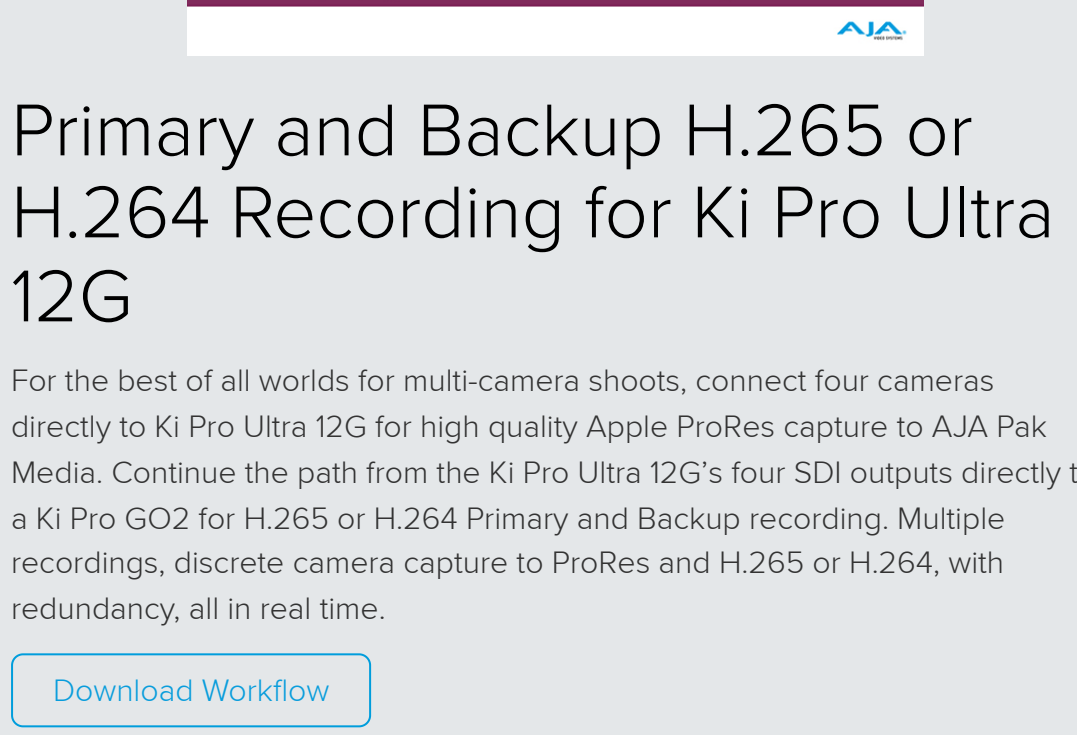 AJA
VIDEO SYSTEMS
Primary and Backup H.265 or
H.264 Recording for Ki Pro Ultra
12G
For the best of all worlds for multi-camera shoots, connect four cameras
directly to Ki Pro Ultra 12G for high quality Apple ProRes capture to AJA Pak
Media. Continue the path from the Ki Pro Ultra 12G’s four SDI outputs directly t
a Ki Pro GO2 for H.265 or H.264 Primary and Backup recording. Multiple
recordings, discrete camera capture to ProRes and H.265 or H.264, with
redundancy, all in real time.
Download Workflow